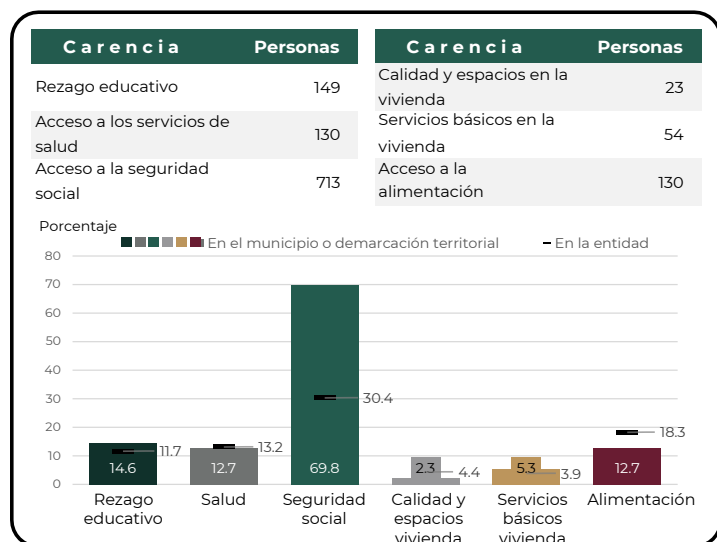 Carencia Personas
Rezago educativo 149
Acceso a los servicios de salud 130
Acceso a la seguridad social 713
Carencia Personas
Calidad y espacios en la vivienda 23
Servicios básicos en la vivienda 54
Acceso a la alimentación 130
Porcentaje
En el municipio o demarcación territorial En la entidad
80
70
60
50
40
30
20
10
0
14.6 11.7
12.7 13.2
69.8 30.4
2.3 4.4
5.3 3.9
12.7 18.3
Rezago educativo
Salud
Seguridad social
Calidad y espacios vivienda
Servicios básicos vivienda
Alimentación